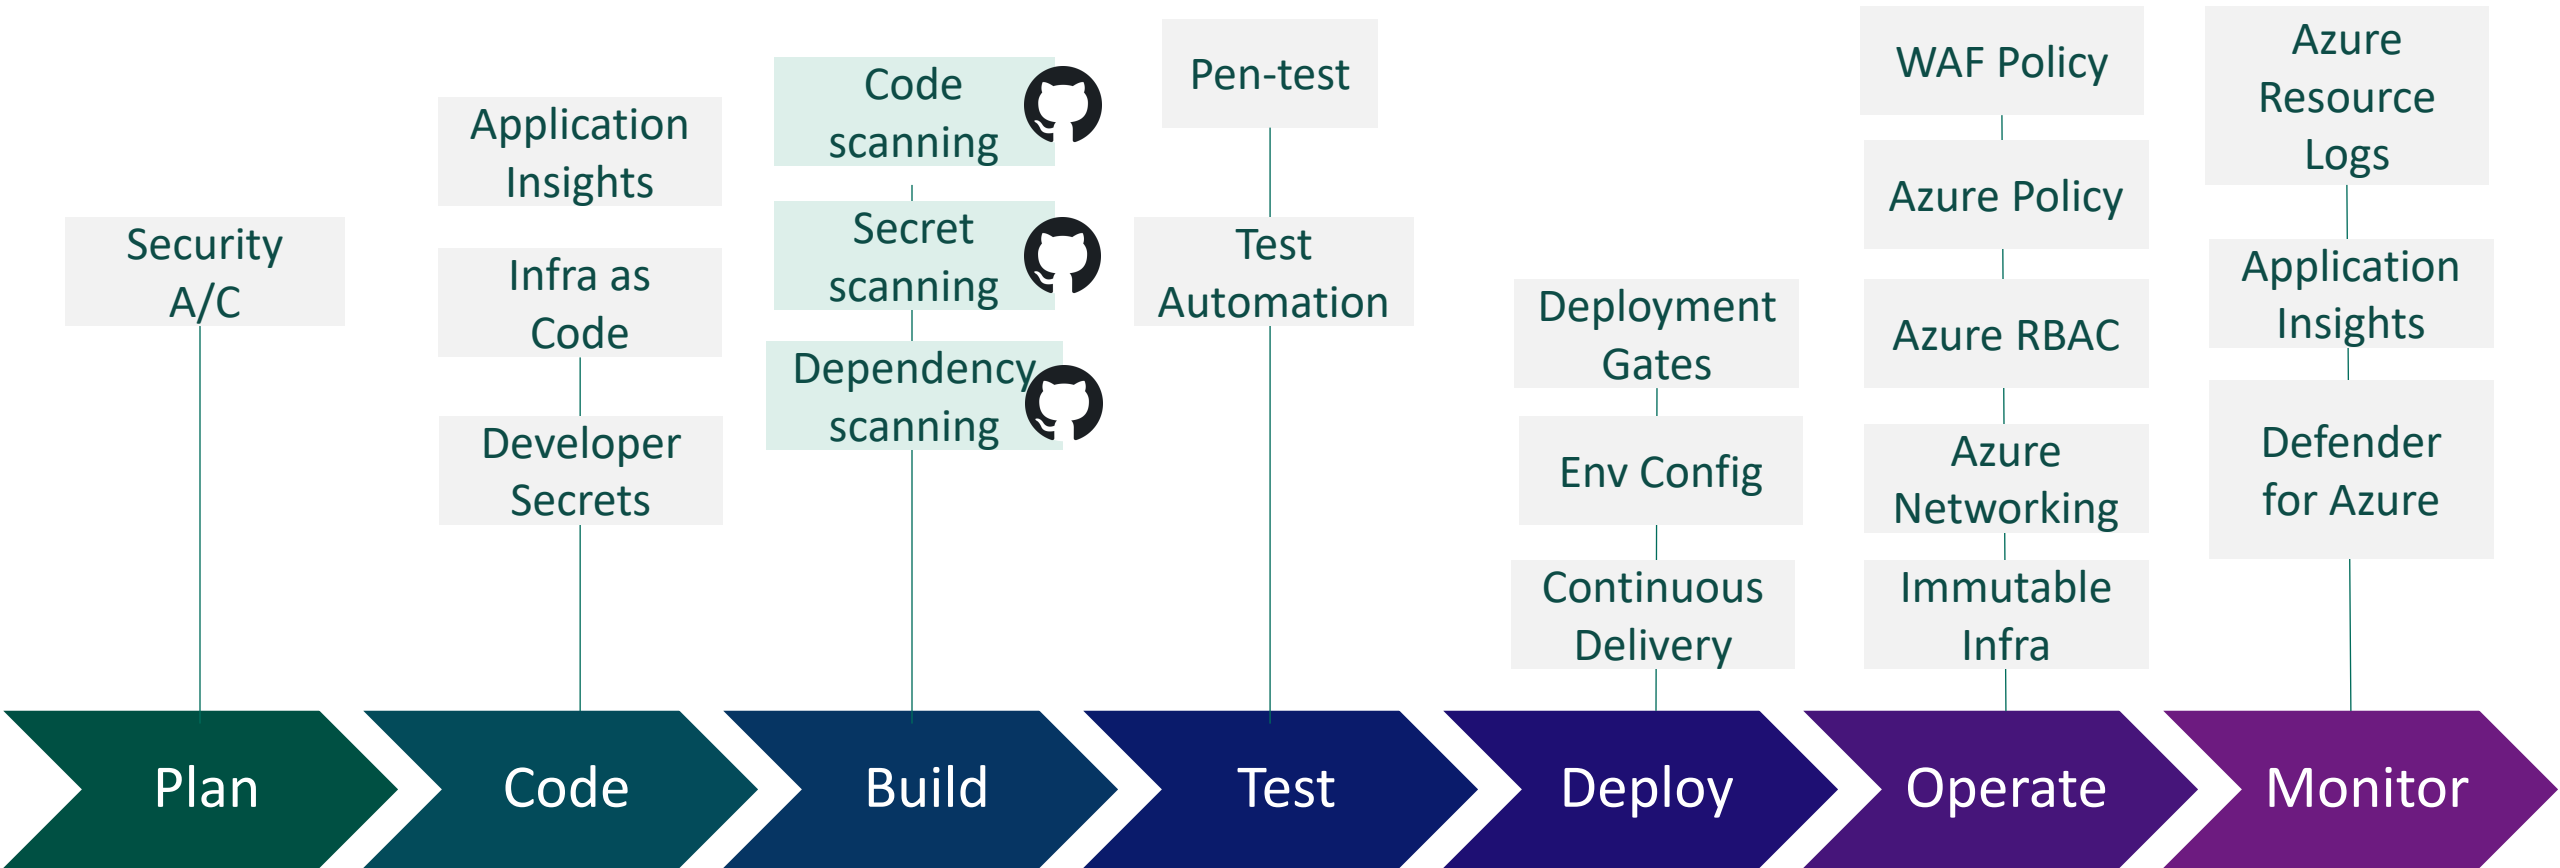 Security
A/C
Application
Insights
Infra as
Code
Developer
Secrets
Code
scanning
Secret
scanning
Dependency
scanning
Pen-test
Test
Automation
Deployment
Gates
Env Config
Continuous
Delivery
WAF Policy
Azure Policy
Azure RBAC
Azure
Networking
Immutable
Infra
Azure
Resource
Logs
Application
Insights
Defender
for Azure
Plan
Code
Build
Test
Deploy
Operate
Monitor